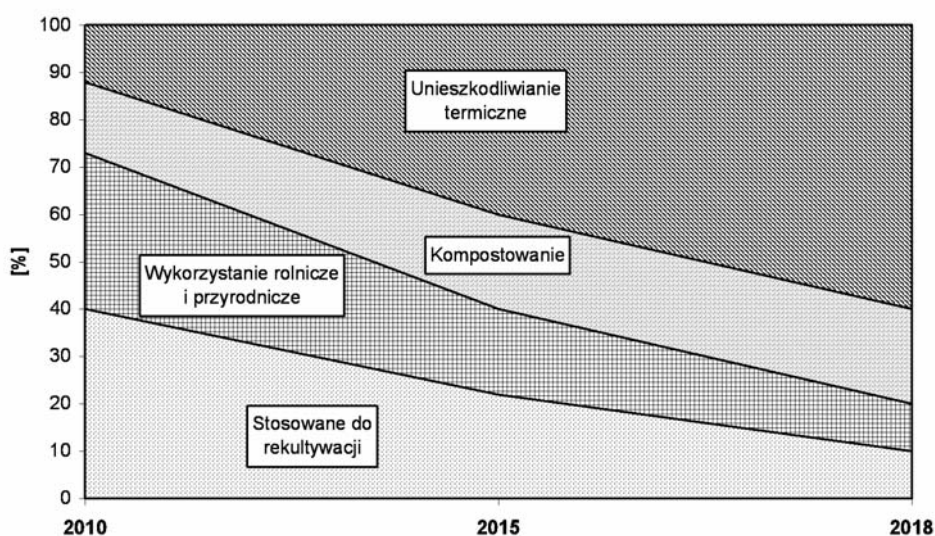 100
90
80
70
60
50
40
30
20
10
0
[%]
Unieszkodliwianie
termiczne
Kompostowanie
Wykorzystanie rolnicze
i przyrodnicze
Stosowane do
rekultywacji
2010
2015
2018